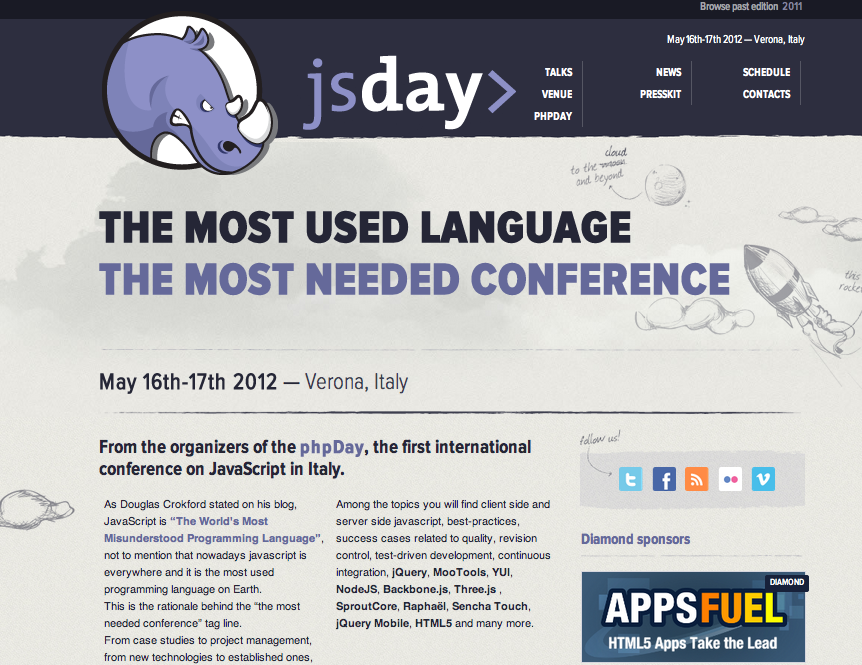 Browse past edition 2011
May 16th-17th 2012 — Verona, Italy
jsday>
TALKS
VENUE
PHPDAY
NEWS
PRESSKIT
SCHEDULE
CONTACTS
cloud
to the moon
and beyond
THE MOST USED LANGUAGE
THE MOST NEEDED CONFERENCE
this
rocke
May 16th-17th 2012 — Verona, Italy
From the organizers of the phpDay, the first international
conference on JavaScript in Italy.
As Douglas Crokford stated on his blog,
JavaScript is “The World's Most
Misunderstood Programming Language”,
not to mention that nowadays javascript is
everywhere and it is the most used
programming language on Earth.
This is the rationale behind the “the most
needed conference” tag line.
From case studies to project management,
from new technologies to established ones,
Among the topics you will find client side and
server side javascript, best-practices,
success cases related to quality, revision
control, test-driven development, continuous
integration, jQuery, MooTools, YUI,
NodeJS, Backbone.js, Three.js ,
SproutCore, Raphaël, Sencha Touch,
jQuery Mobile, HTML5 and many more.
follow us!
Diamond sponsors
DIAMOND
APPSFUEL
HTML5 Apps Take the Lead